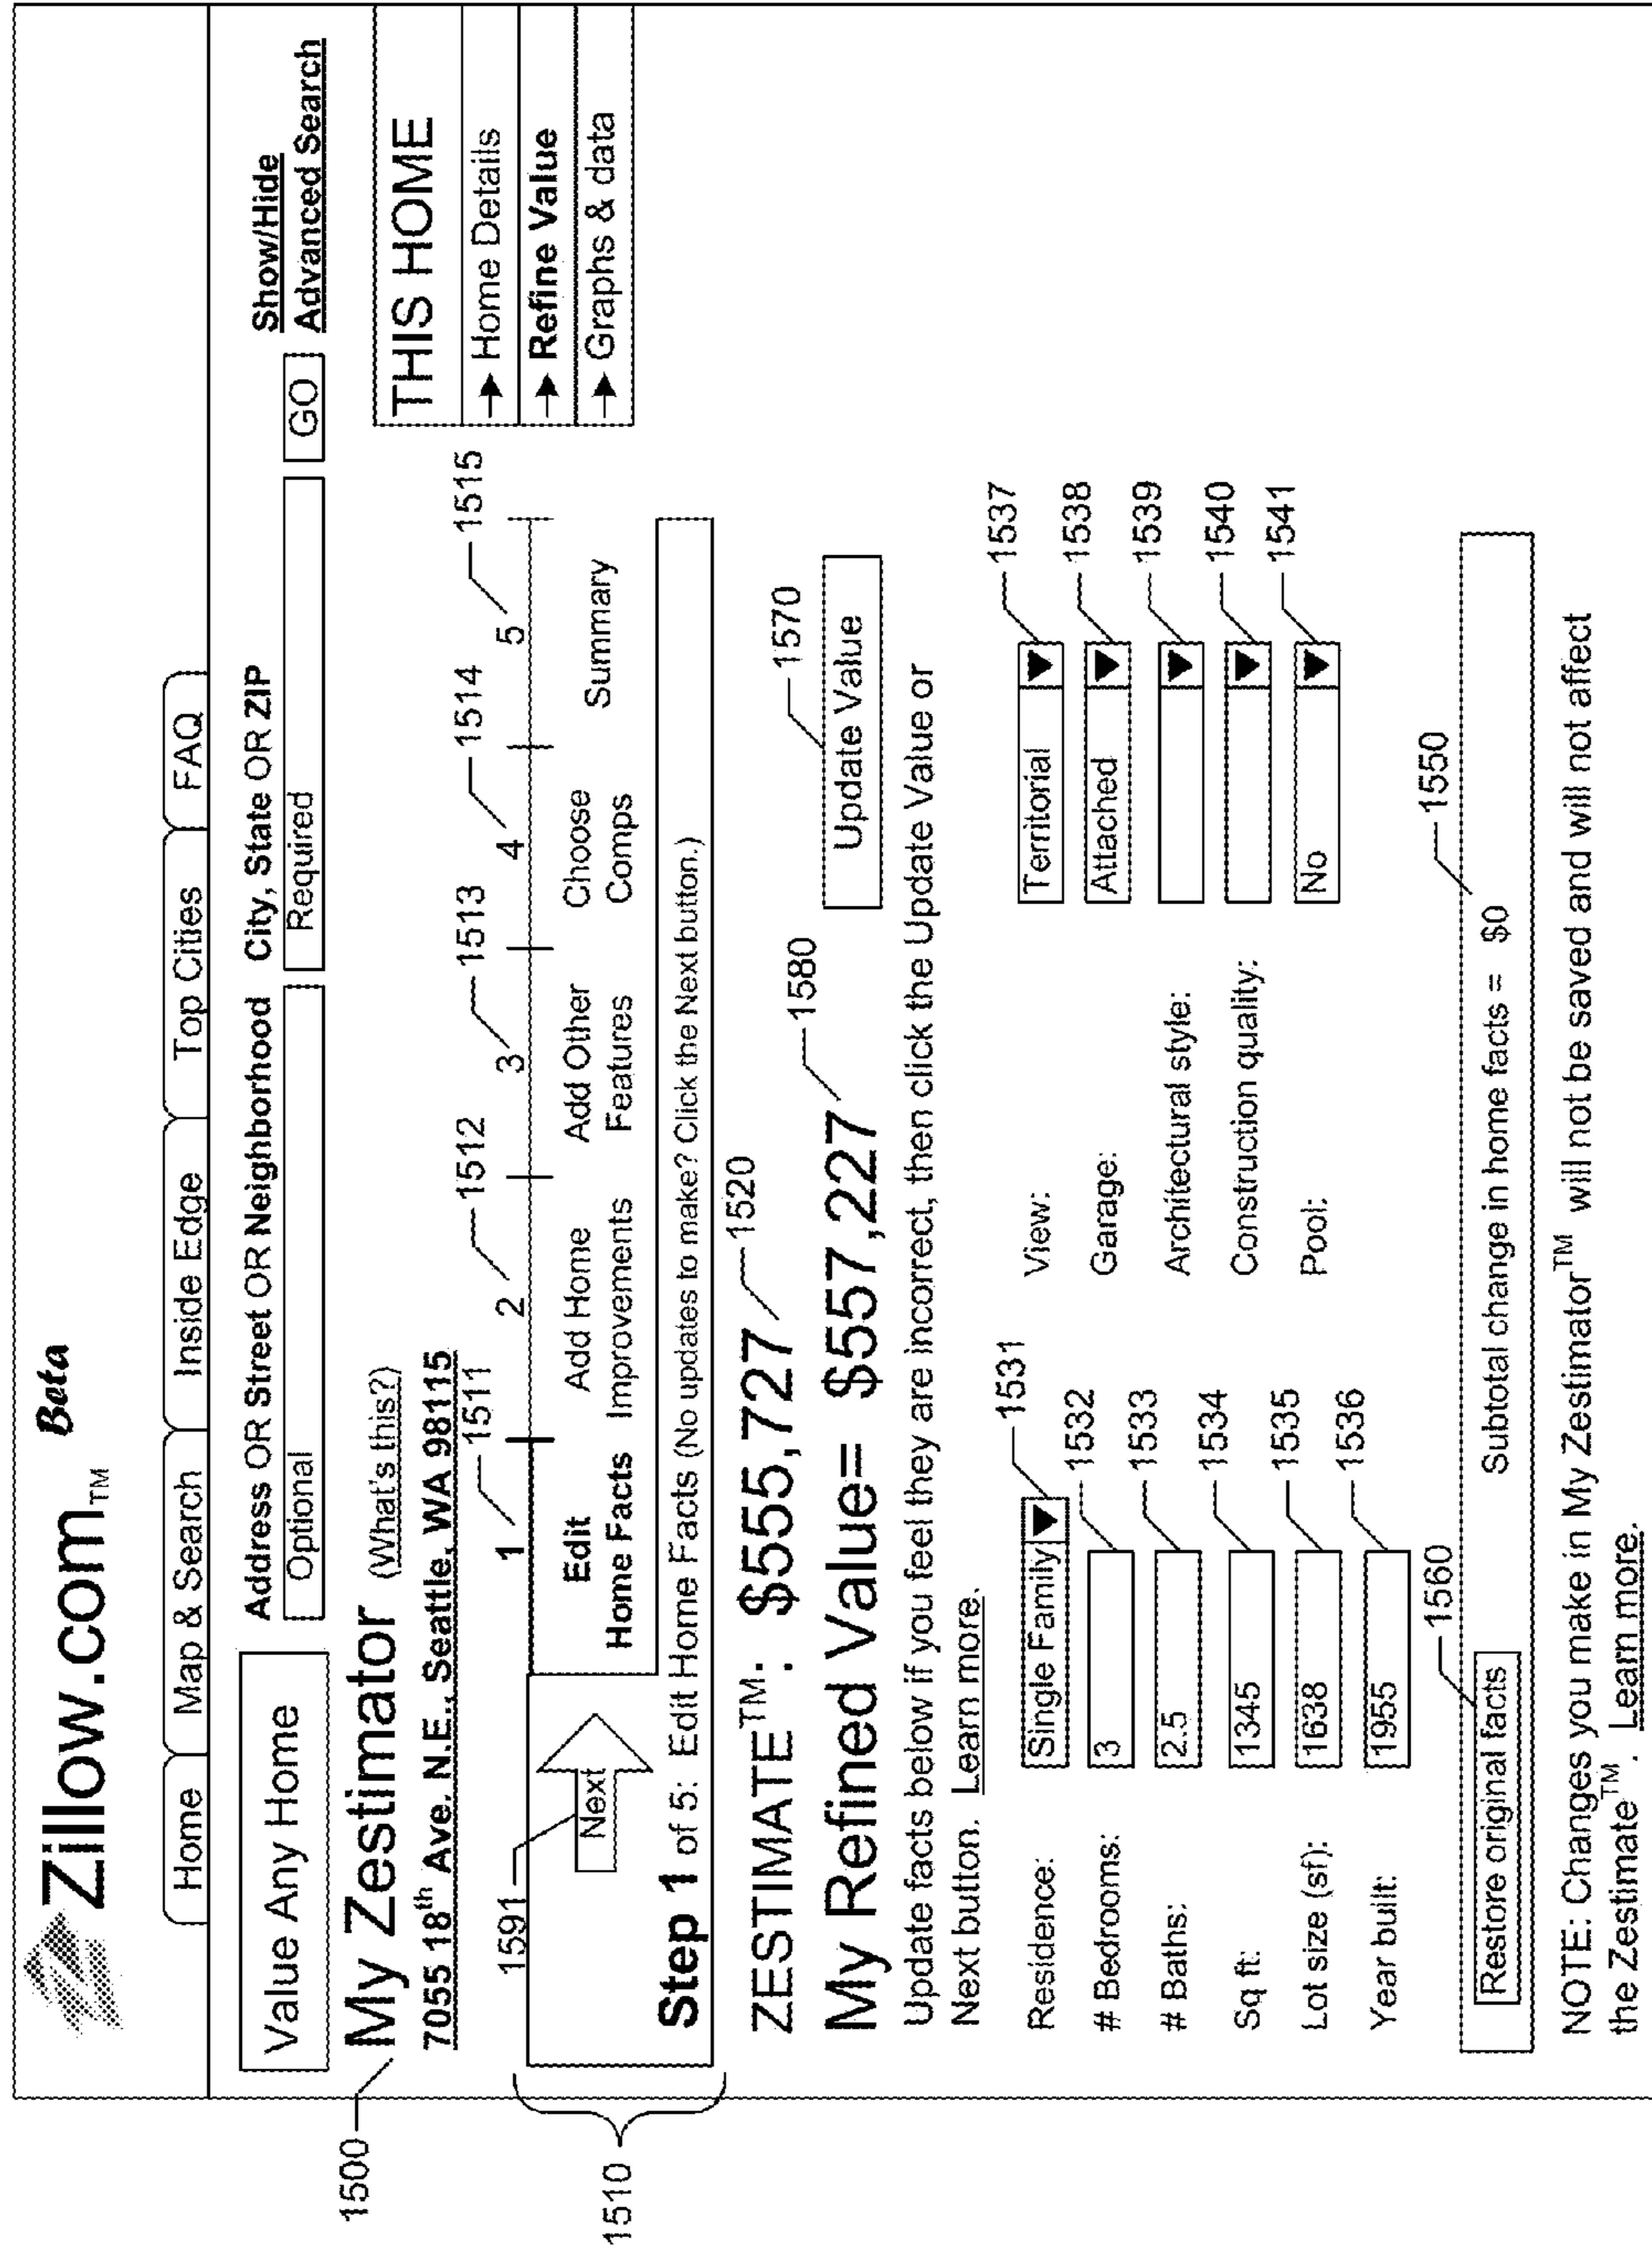 Zillow.com TM Beta
Home Map & Search Inside Edge Top Cities FAQ
Value Any Home
Address OR Street OR Neighborhood City, State OR ZIP
Optional Required GO
Show/Hide
Advanced Search
1500
My Zestimator (What's this?)
7055 18th Ave. N.E., Seattle, WA 98115
THIS HOME
Home Details
Refine Value
Graphs & data
1510
1591 1511 1512 1513 1514 1515
1 2 3 4 5
Next
Edit Home Facts
Add Home Improvements
Add Other Features
Choose Comps
Summary
Step 1 of 5: Edit Home Facts (No updates to make? Click the Next button.)
ZESTIMATE™: $555,727 1520
My Refined Value= $557,227 1580
Update Value 1570
Update facts below if you feel they are incorrect, then click the Update Value or
Next button. Learn more.
Residence: Single Family 1531
# Bedrooms: 3 1532
# Baths: 2.5 1533
Sq ft: 1345 1534
Lot size (sf): 1638 1535
Year built: 1955 1536
View: Territorial 1537
Garage: Attached 1538
Architectural style: 1539
Construction quality: 1540
Pool: No 1541
1560 1550
Restore original facts Subtotal change in home facts = $0
NOTE: Changes you make in My Zestimator™ will not be saved and will not affect
the Zestimate™. Learn more.